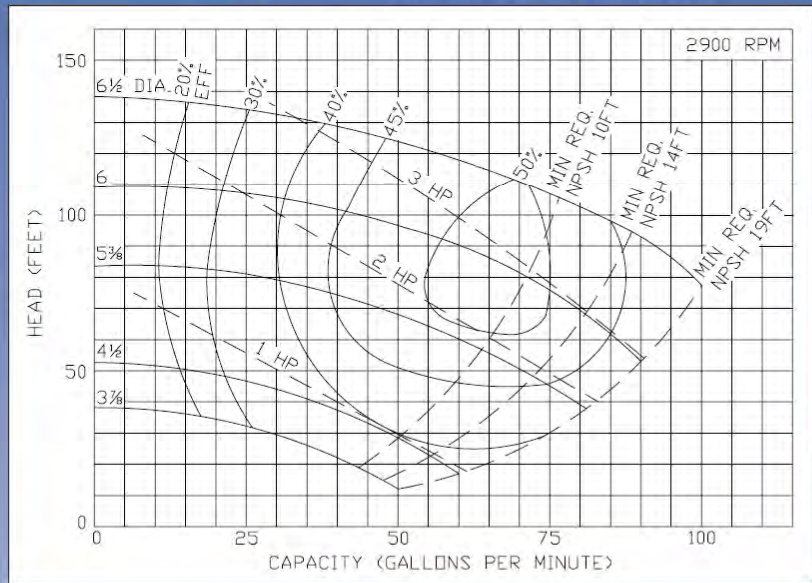 2900 RPM
150
6½ DIA.
20% EFF
30%
40%
45%
50%
MIN REQ.
NPSH 10FT
MIN REQ.
NPSH 14FT
MIN REQ.
NPSH 19FT
3 HP
2 HP
1 HP
6
100
5⅜
HEAD (FEET)
50
4½
3⅞
0
0
25
50
75
100
CAPACITY (GALLONS PER MINUTE)